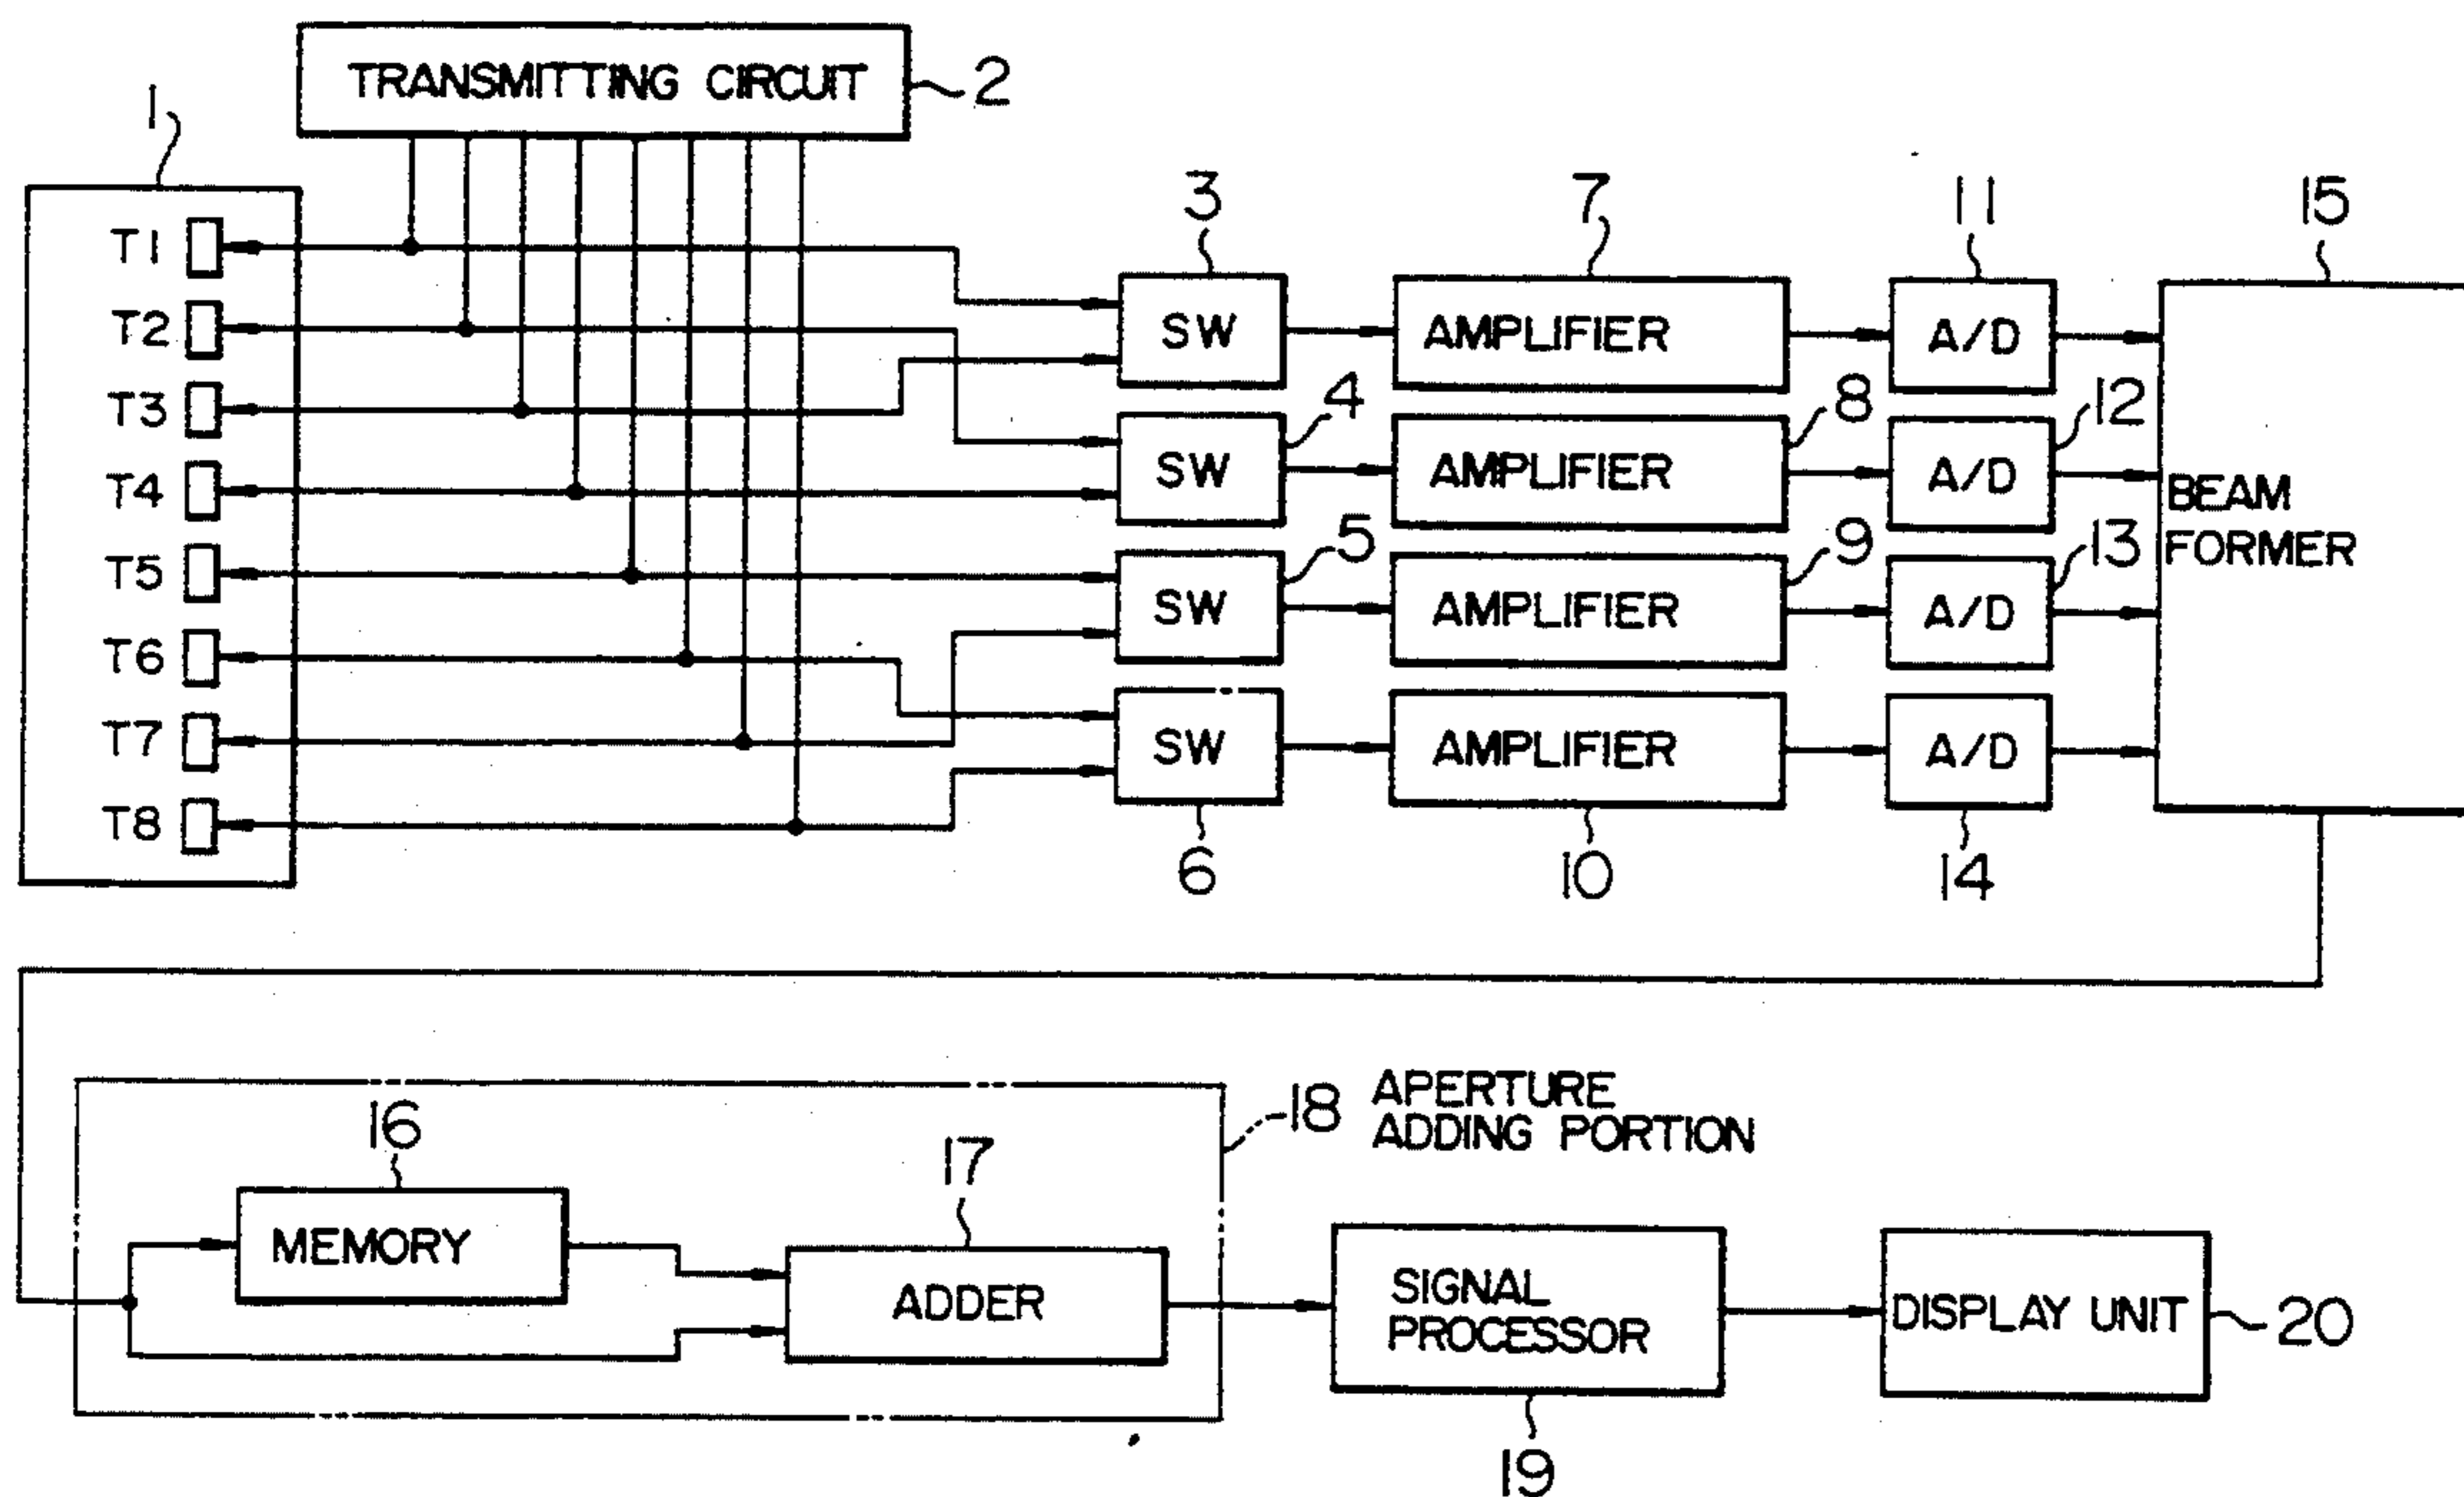 TRANSMITTING CIRCUIT
2
1
T1
T2
T3
T4
T5
T6
T7
T8
3
7
11
15
SW
AMPLIFIER
A/D
4
8
12
SW
AMPLIFIER
A/D
BEAM
FORMER
5
9
13
SW
AMPLIFIER
A/D
SW
AMPLIFIER
A/D
6
10
14
18
APERTURE
ADDING PORTION
16
17
MEMORY
ADDER
SIGNAL
PROCESSOR
DISPLAY UNIT
20
19